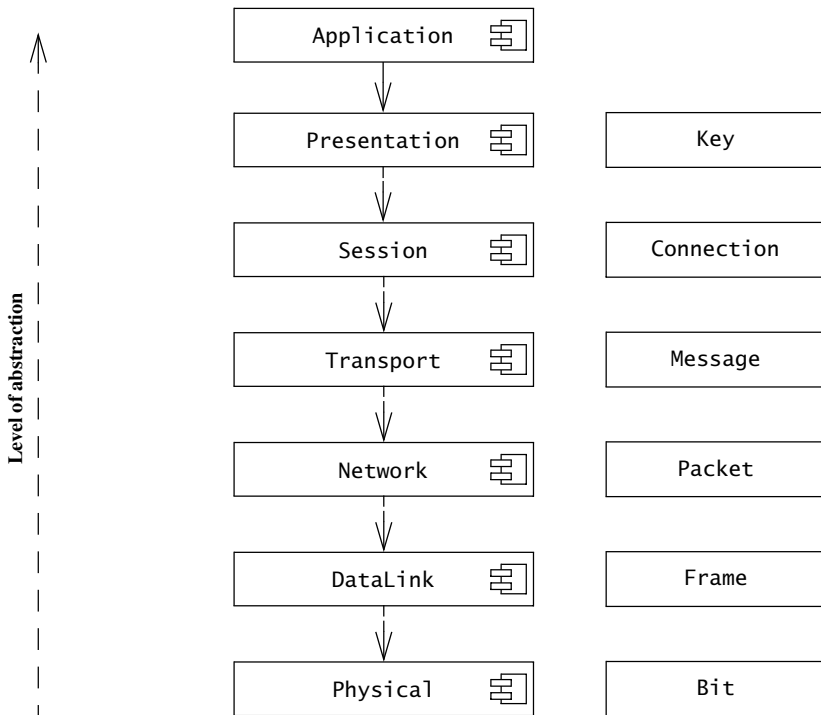 Application
Presentation
Key
Session
Connection
Level of abstraction
Transport
Message
Network
Packet
DataLink
Frame
Physical
Bit